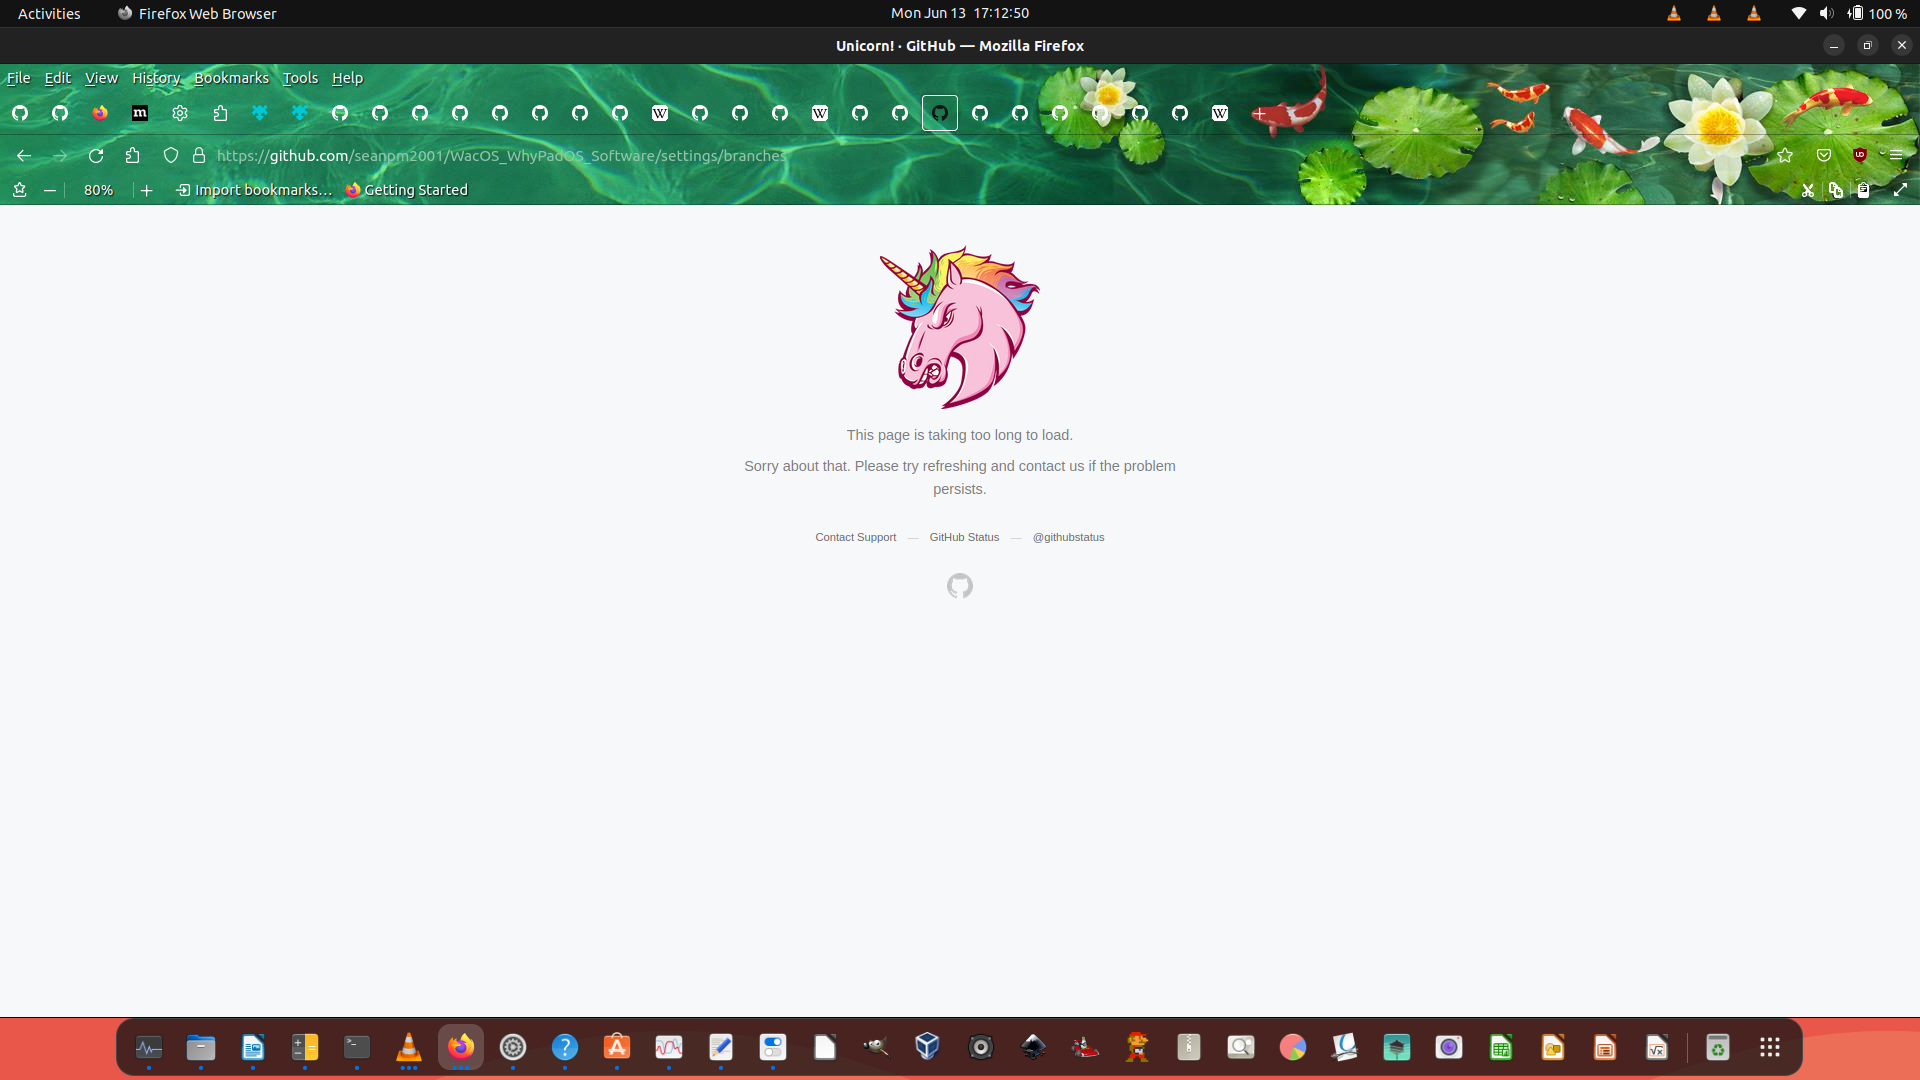 Activities
Firefox Web Browser
Mon Jun 13 17:12:50
100 %
Unicorn! · GitHub — Mozilla Firefox
File Edit View History Bookmarks Tools Help
https://github.com/seanpm2001/WacOS_WhyPadOS_Software/settings/branches
80%
Import bookmarks...
Getting Started
This page is taking too long to load.
Sorry about that. Please try refreshing and contact us if the problem
persists.
Contact Support — GitHub Status — @githubstatus